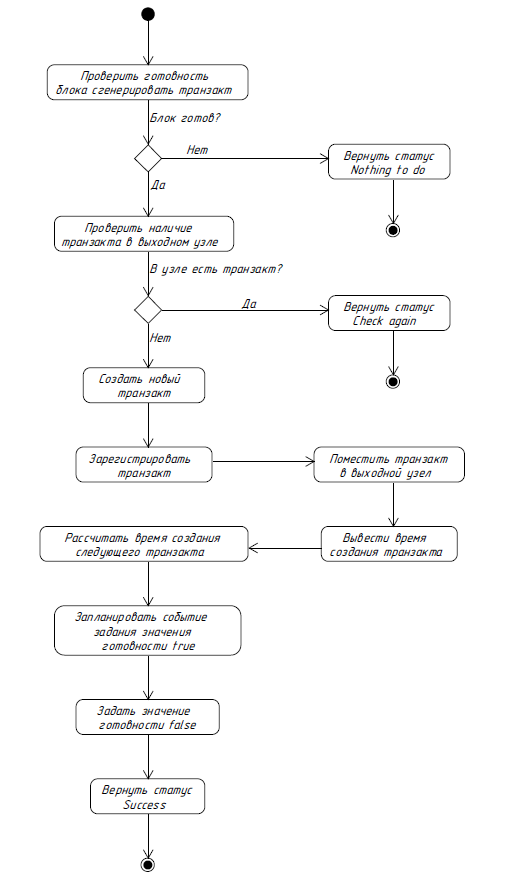 Проверить готовность
блока сгенерировать транзакт
Блок готов?
Нет
Вернуть статус
Nothing to do
Да
Проверить наличие
транзакта в выходном узле
В узле есть транзакт?
Да
Вернуть статус
Check again
Нет
Создать новый
транзакт
Зарегистрировать
транзакт
Поместить транзакт
в выходной узел
Вывести время
создания транзакта
Рассчитать время создания
следующего транзакта
Запланировать событие
задания значения
готовности true
Задать значение
готовности false
Вернуть статус
Success